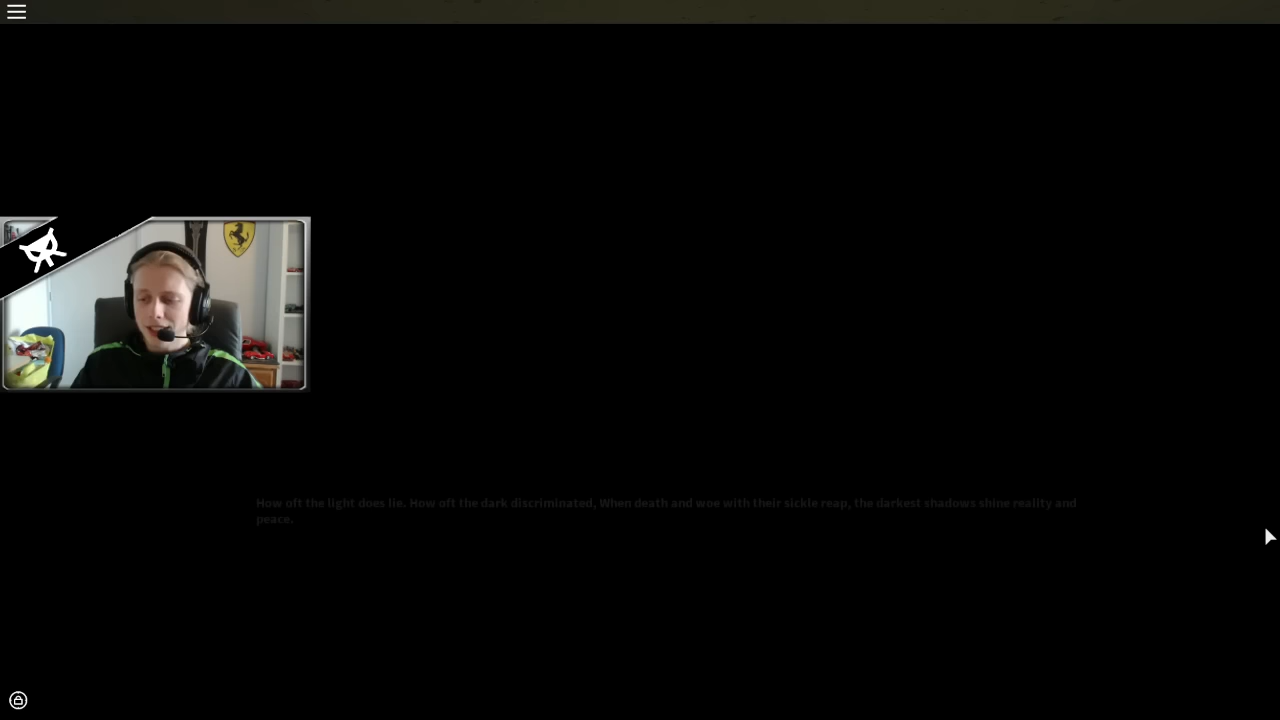 How oft the light does lie. How oft the dark discriminated, When death and woe with their sickle reap, the darkest shadows shine reality and
peace.